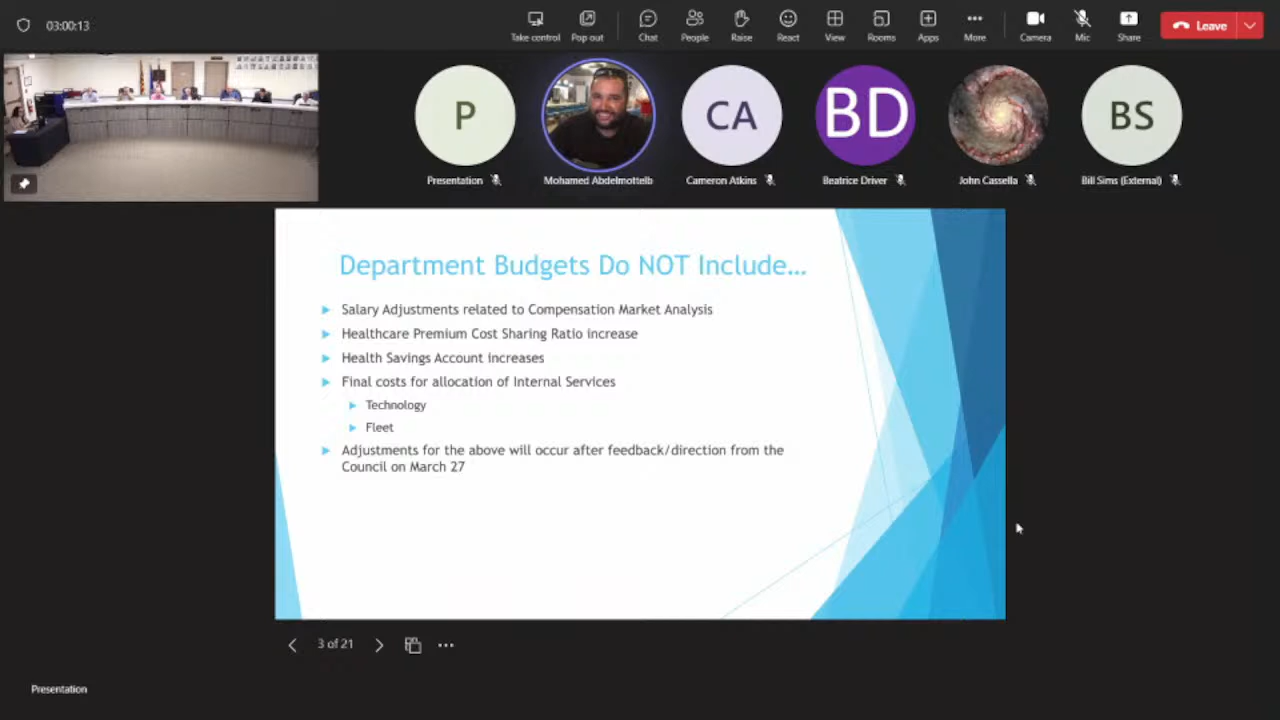 03:00:13
Take control
Pop out
Chat
People
Raise
React
View
Rooms
Apps
More
Camera
Mic
Share
Leave
P
CA
BD
BS
Presentation
Mohamed Abdelmottelb
Cameron Atkins
Beatrice Driver
John Cassella
Bill Sims (External)
Department Budgets Do NOT Include...
Salary Adjustments related to Compensation Market Analysis
Healthcare Premium Cost Sharing Ratio increase
Health Savings Account increases
Final costs for allocation of Internal Services
Technology
Fleet
Adjustments for the above will occur after feedback/direction from the
Council on March 27
3 of 21
Presentation